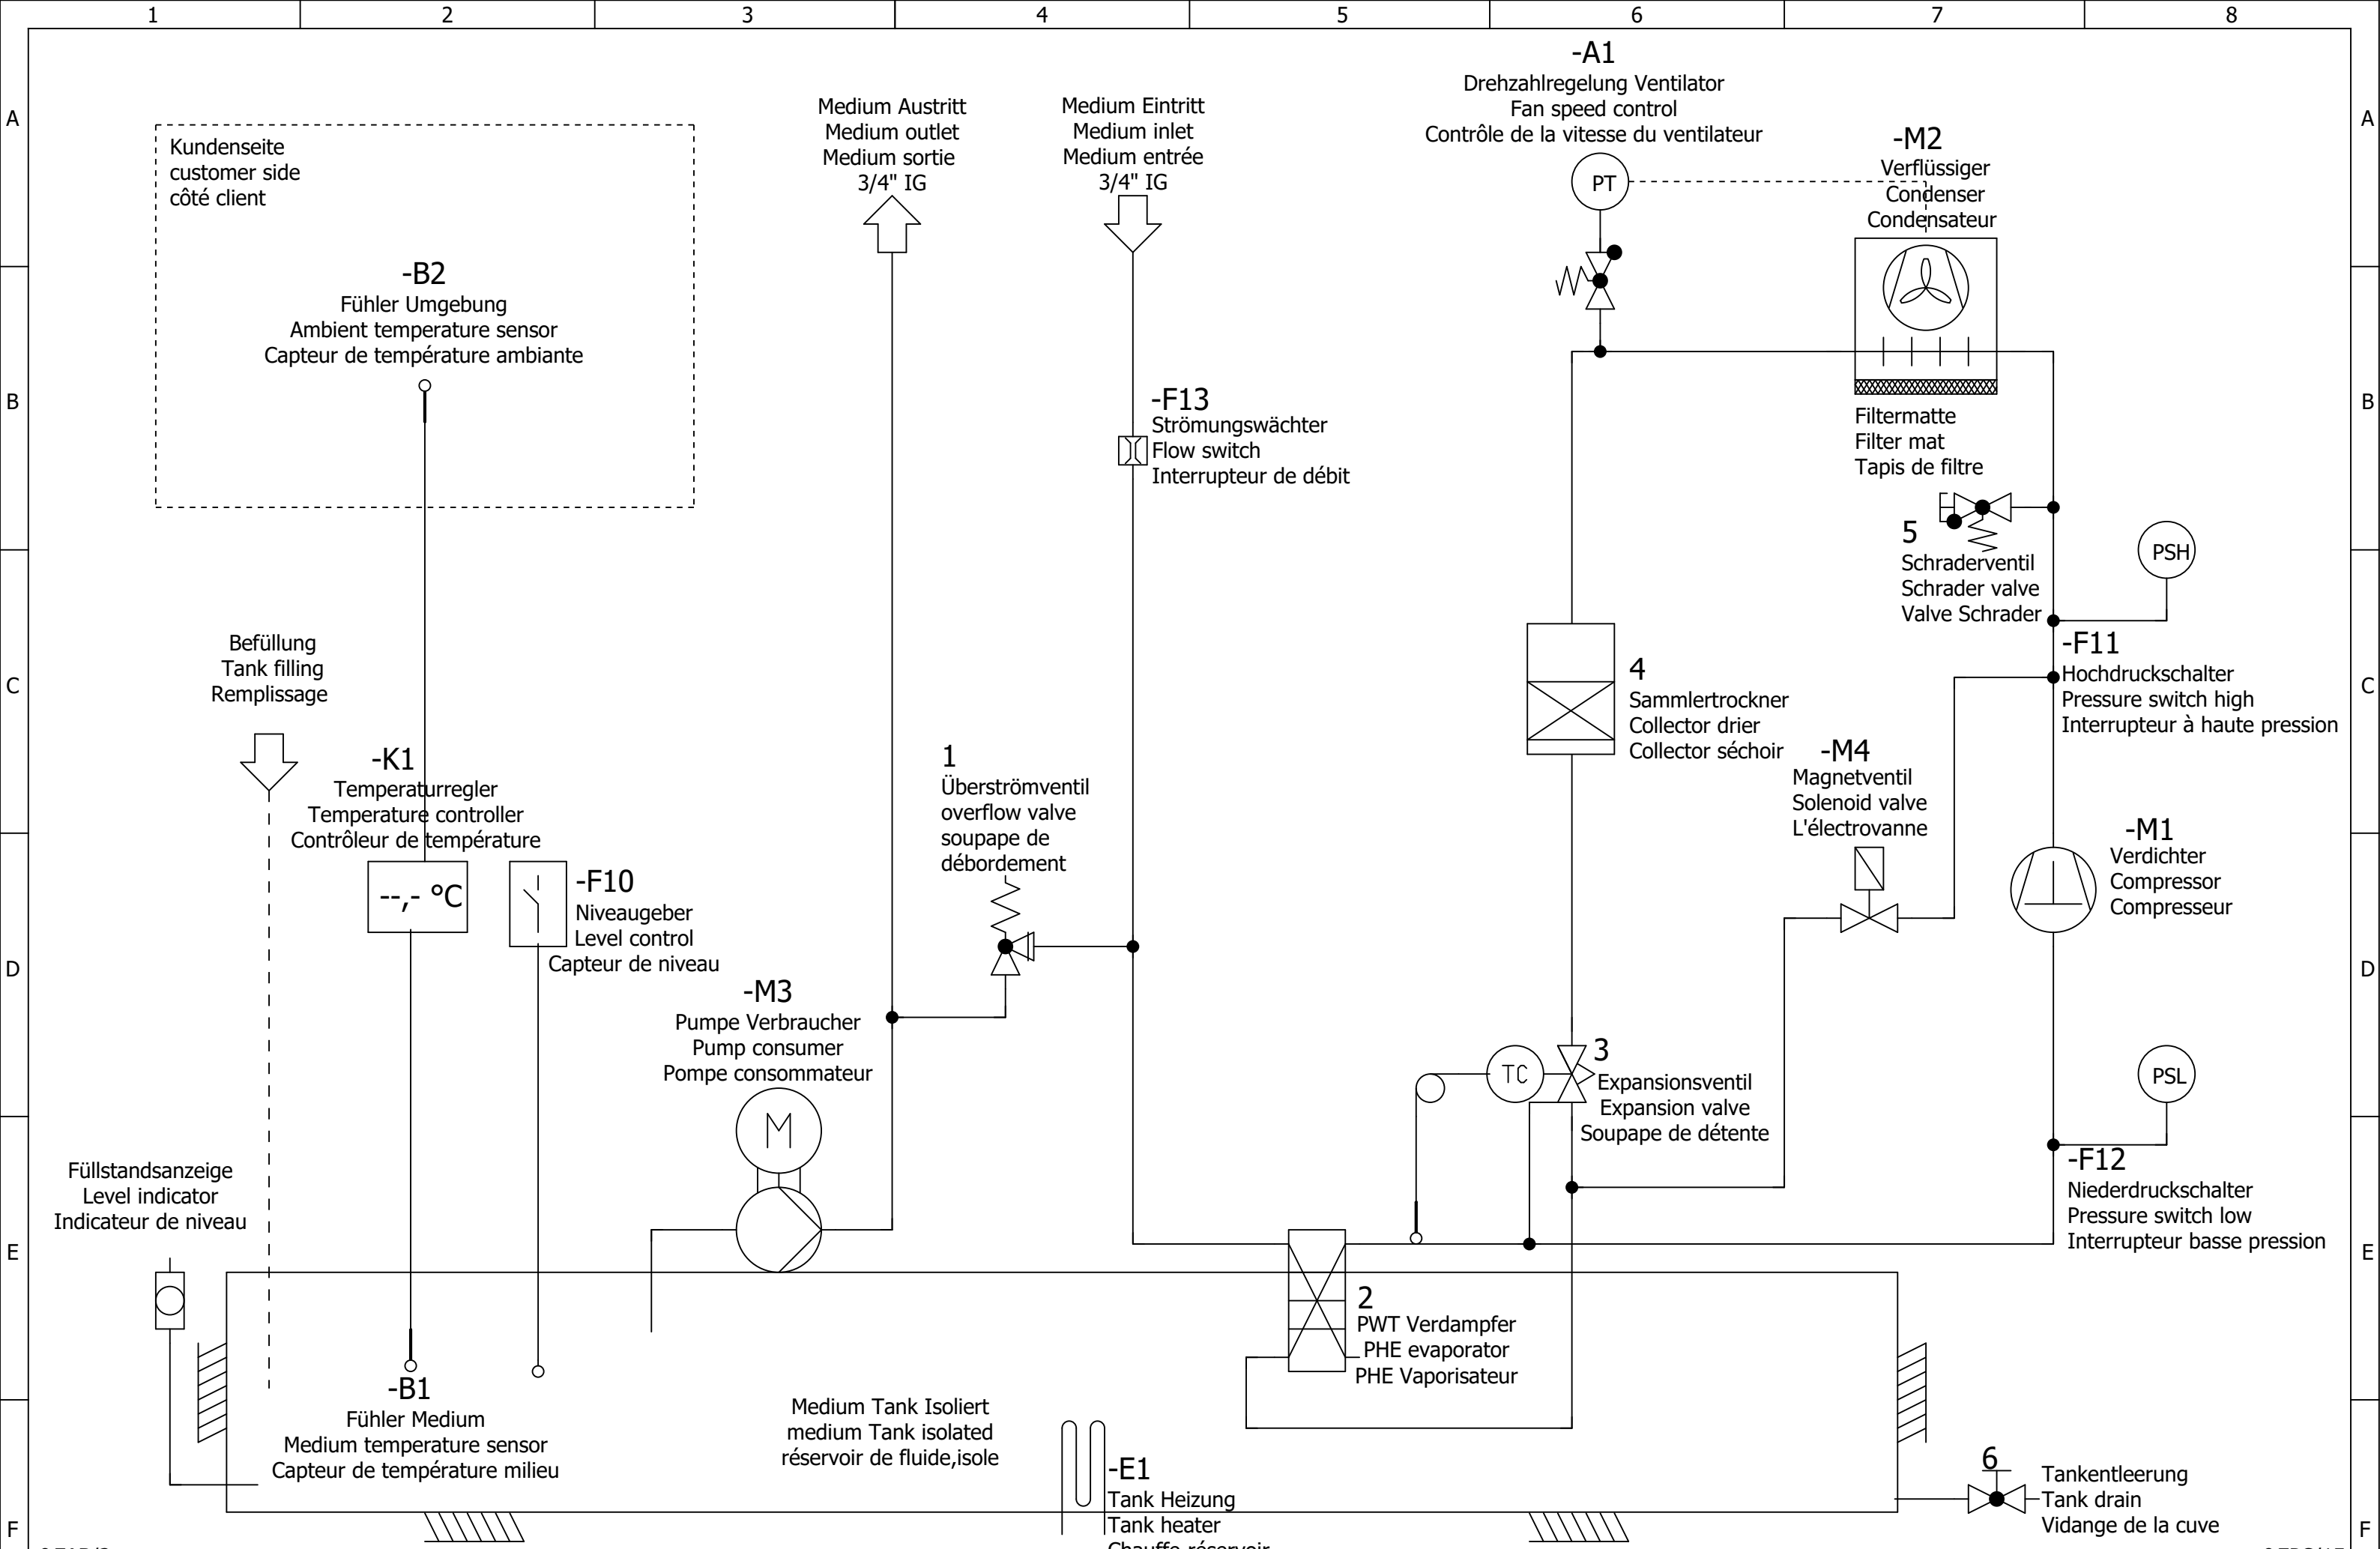 1 2 3 4 5 6 7 8
A A
B B
C C
D D
E E
F F
Kundenseite
customer side
côté client
-B2
Fühler Umgebung
Ambient temperature sensor
Capteur de température ambiante
Medium Austritt
Medium outlet
Medium sortie
3/4" IG
Medium Eintritt
Medium inlet
Medium entrée
3/4" IG
-A1
Drehzahlregelung Ventilator
Fan speed control
Contrôle de la vitesse du ventilateur
PT
-M2
Verflüssiger
Condenser
Condensateur
Filtermatte
Filter mat
Tapis de filtre
-F13
Strömungswächter
Flow switch
Interrupteur de débit
5
Schraderventil
Schrader valve
Valve Schrader
PSH
-F11
Hochdruckschalter
Pressure switch high
Interrupteur à haute pression
Befüllung
Tank filling
Remplissage
-K1
Temperaturregler
Temperature controller
Contrôleur de température
--,- °C
-F10
Niveaugeber
Level control
Capteur de niveau
1
Überströmventil
overflow valve
soupape de
débordement
4
Sammlertrockner
Collector drier
Collector séchoir
-M4
Magnetventil
Solenoid valve
L'électrovanne
-M1
Verdichter
Compressor
Compresseur
-M3
Pumpe Verbraucher
Pump consumer
Pompe consommateur
M
TC
3
Expansionsventil
Expansion valve
Soupape de détente
PSL
-F12
Niederdruckschalter
Pressure switch low
Interrupteur basse pression
Füllstandsanzeige
Level indicator
Indicateur de niveau
2
PWT Verdampfer
PHE evaporator
PHE Vaporisateur
-B1
Fühler Medium
Medium temperature sensor
Capteur de température milieu
Medium Tank Isoliert
medium Tank isolated
réservoir de fluide,isole
-E1
Tank Heizung
Tank heater
Chauffe réservoir
6
Tankentleerung
Tank drain
Vidange de la cuve